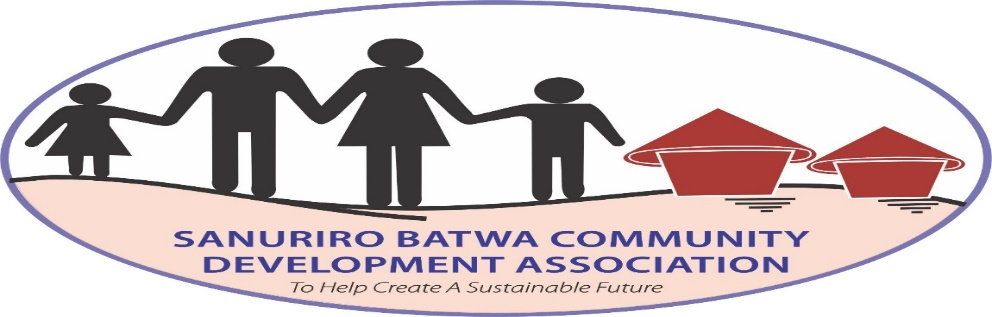 SANURIRO BATWA COMMUNITY
DEVELOPMENT ASSOCIATION
To Help Create A Sustainable Future